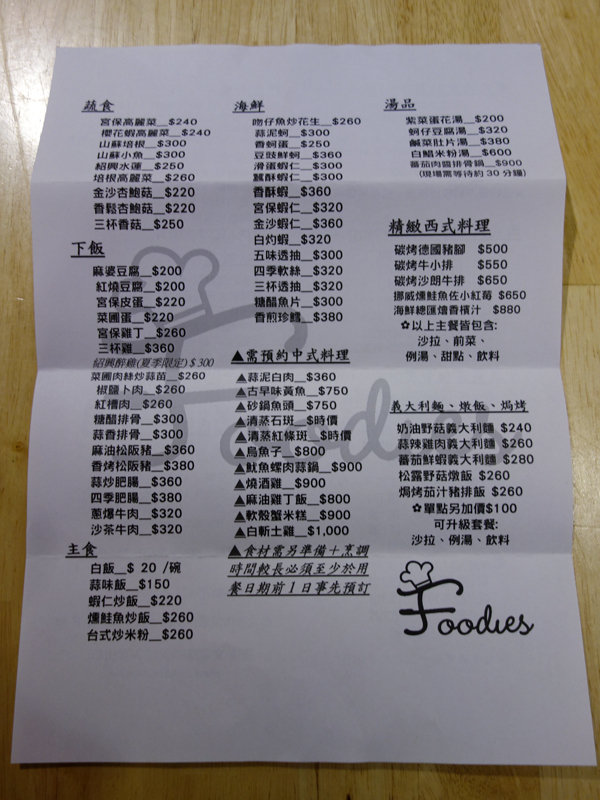 蔬食
宮保高麗菜__$240
櫻花蝦高麗菜__$240
山蘇培根__$300
山蘇小魚__$300
紹興水蓮__$250
培根高麗菜__$260
金沙杏鮑菇__$220
香鬆杏鮑菇__$220
三杯香菇__$250
下飯
麻婆豆腐__$200
紅燒豆腐__$200
宮保皮蛋__$220
菜圃蛋__$220
宮保雞丁__$260
三杯雞__$360
紹興醉雞(夏季限定)$300
菜圃肉絲炒蒜苗__$260
椒鹽卜肉__$260
紅槽肉__$260
糖醋排骨__$300
蒜香排骨__$300
麻油松阪豬__$360
香烤松阪豬__$380
蒜炒肥腸__$360
四季肥腸__$380
蔥爆牛肉__$320
沙茶牛肉__$320
主食
白飯__$ 20 /碗
蒜味飯__$150
蝦仁炒飯__$220
燻鮭魚炒飯__$260
台式炒米粉__$260
海鮮
吻仔魚炒花生__$260
蒜泥蚵__$300
香蚵蛋__$250
豆豉鮮蚵__$360
滑蛋蝦仁__$300
鹽酥蝦仁__$300
香酥蝦__$360
宮保蝦仁__$320
金沙蝦仁__$360
白灼蝦__$320
五味透抽__$300
四季軟絲__$320
三杯透抽__$320
糖醋魚片__$300
香煎珍鱈__$380
▲需預約中式料理
▲蒜泥白肉__$360
▲古早味黃魚__$750
▲砂鍋魚頭__$750
▲清蒸石斑__$時價
▲清蒸紅條斑__$時價
▲烏魚子__$800
▲魷魚螺肉蒜鍋__$900
▲燒酒雞__$900
▲麻油雞丁飯__$800
▲軟殼蟹米糕__$900
▲白斬土雞__$1,000
▲食材需另準備＋烹調
時間較長必須至少於用
餐日期前1日事先預訂
湯品
紫菜蛋花湯__$200
蚵仔豆腐湯__$320
鹹菜肚片湯__$380
白鯧米粉湯__$600
蕃茄肉醬排骨鍋__$900
(現場需等待約30分鐘)
精緻西式料理
碳烤德國豬腳 $500
碳烤牛小排 $550
碳烤沙朗牛排 $650
挪威燻鮭魚佐小紅莓 $650
海鮮總匯燴香檳汁 $880
✿以上主餐皆包含:
沙拉、前菜、
例湯、甜點、飲料
義大利麵、燉飯、焗烤
奶油野菇義大利麵 $240
蒜辣雞肉義大利麵 $260
蕃茄鮮蝦義大利麵 $280
松露野菇燉飯 $260
焗烤茄汁豬排飯 $260
✿單點另加價$100
可升級套餐:
沙拉、例湯、飲料
Foodies